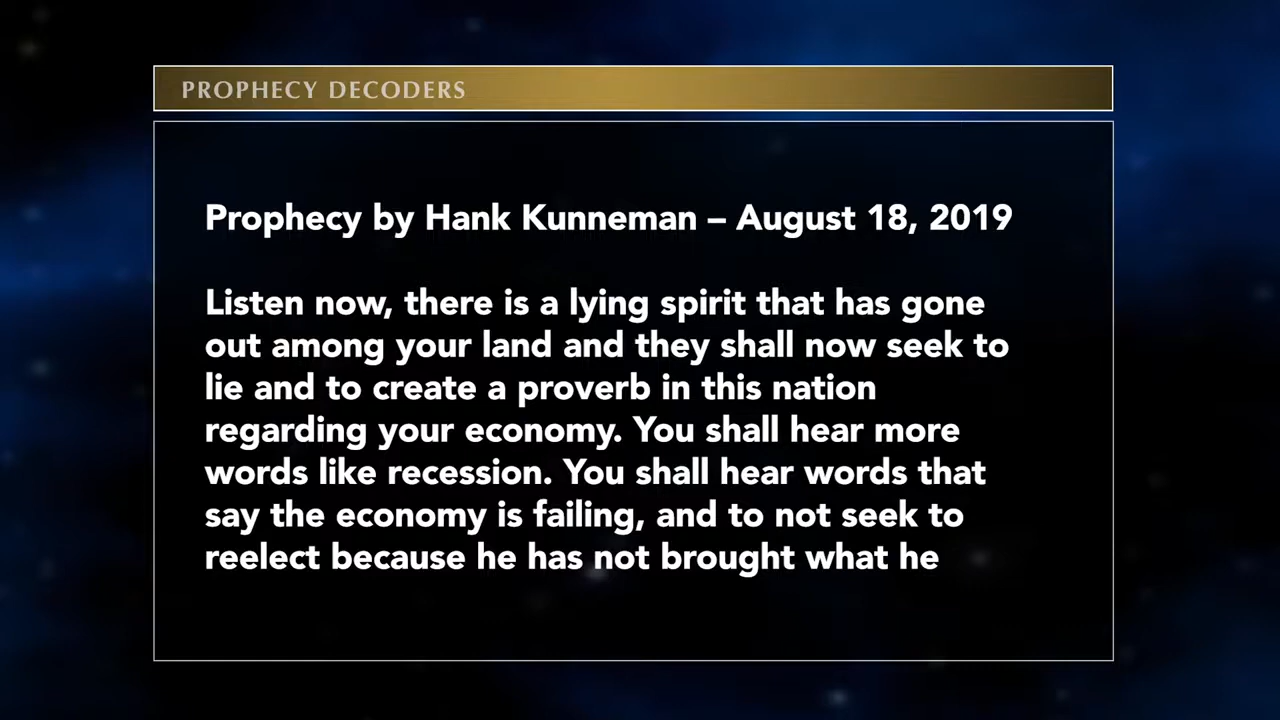 PROPHECY DECODERS
Prophecy by Hank Kunneman – August 18, 2019
Listen now, there is a lying spirit that has gone
out among your land and they shall now seek to
lie and to create a proverb in this nation
regarding your economy. You shall hear more
words like recession. You shall hear words that
say the economy is failing, and to not seek to
reelect because he has not brought what he